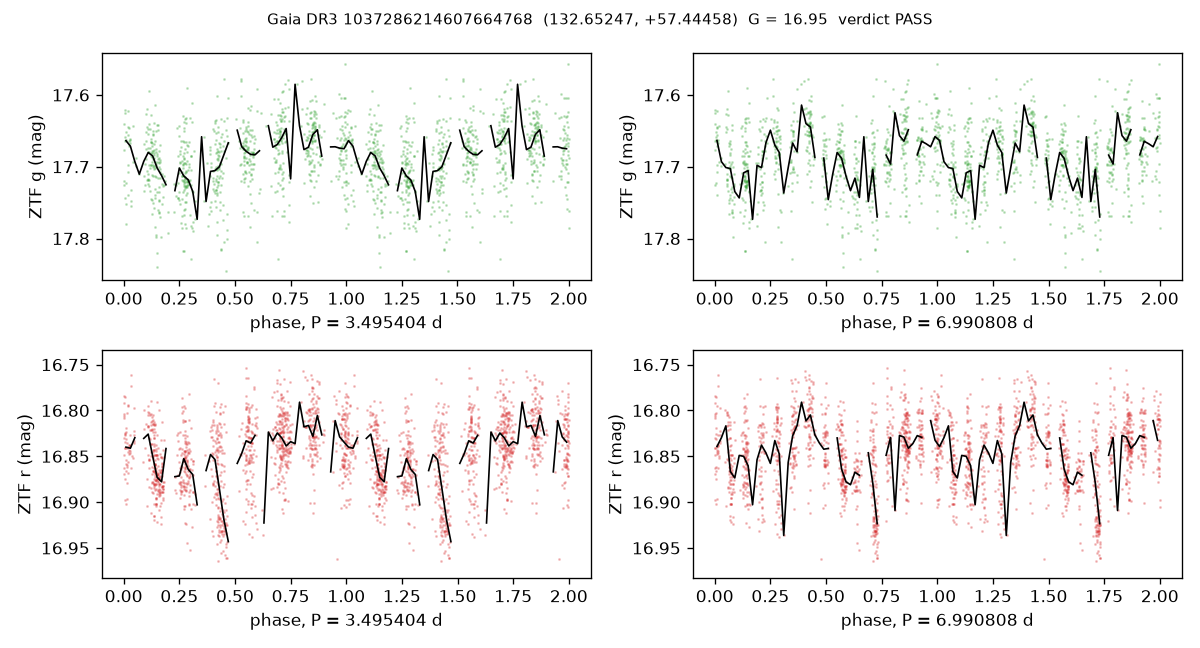 Gaia DR3 1037286214607664768 (132.65247, +57.44458) G = 16.95 verdict PASS
ZTF g (mag)
17.6
17.7
17.8
0.00 0.25 0.50 0.75 1.00 1.25 1.50 1.75 2.00
phase, P = 3.495404 d
ZTF g (mag)
17.6
17.7
17.8
0.00 0.25 0.50 0.75 1.00 1.25 1.50 1.75 2.00
phase, P = 6.990808 d
ZTF r (mag)
16.75
16.80
16.85
16.90
16.95
0.00 0.25 0.50 0.75 1.00 1.25 1.50 1.75 2.00
phase, P = 3.495404 d
ZTF r (mag)
16.75
16.80
16.85
16.90
16.95
0.00 0.25 0.50 0.75 1.00 1.25 1.50 1.75 2.00
phase, P = 6.990808 d